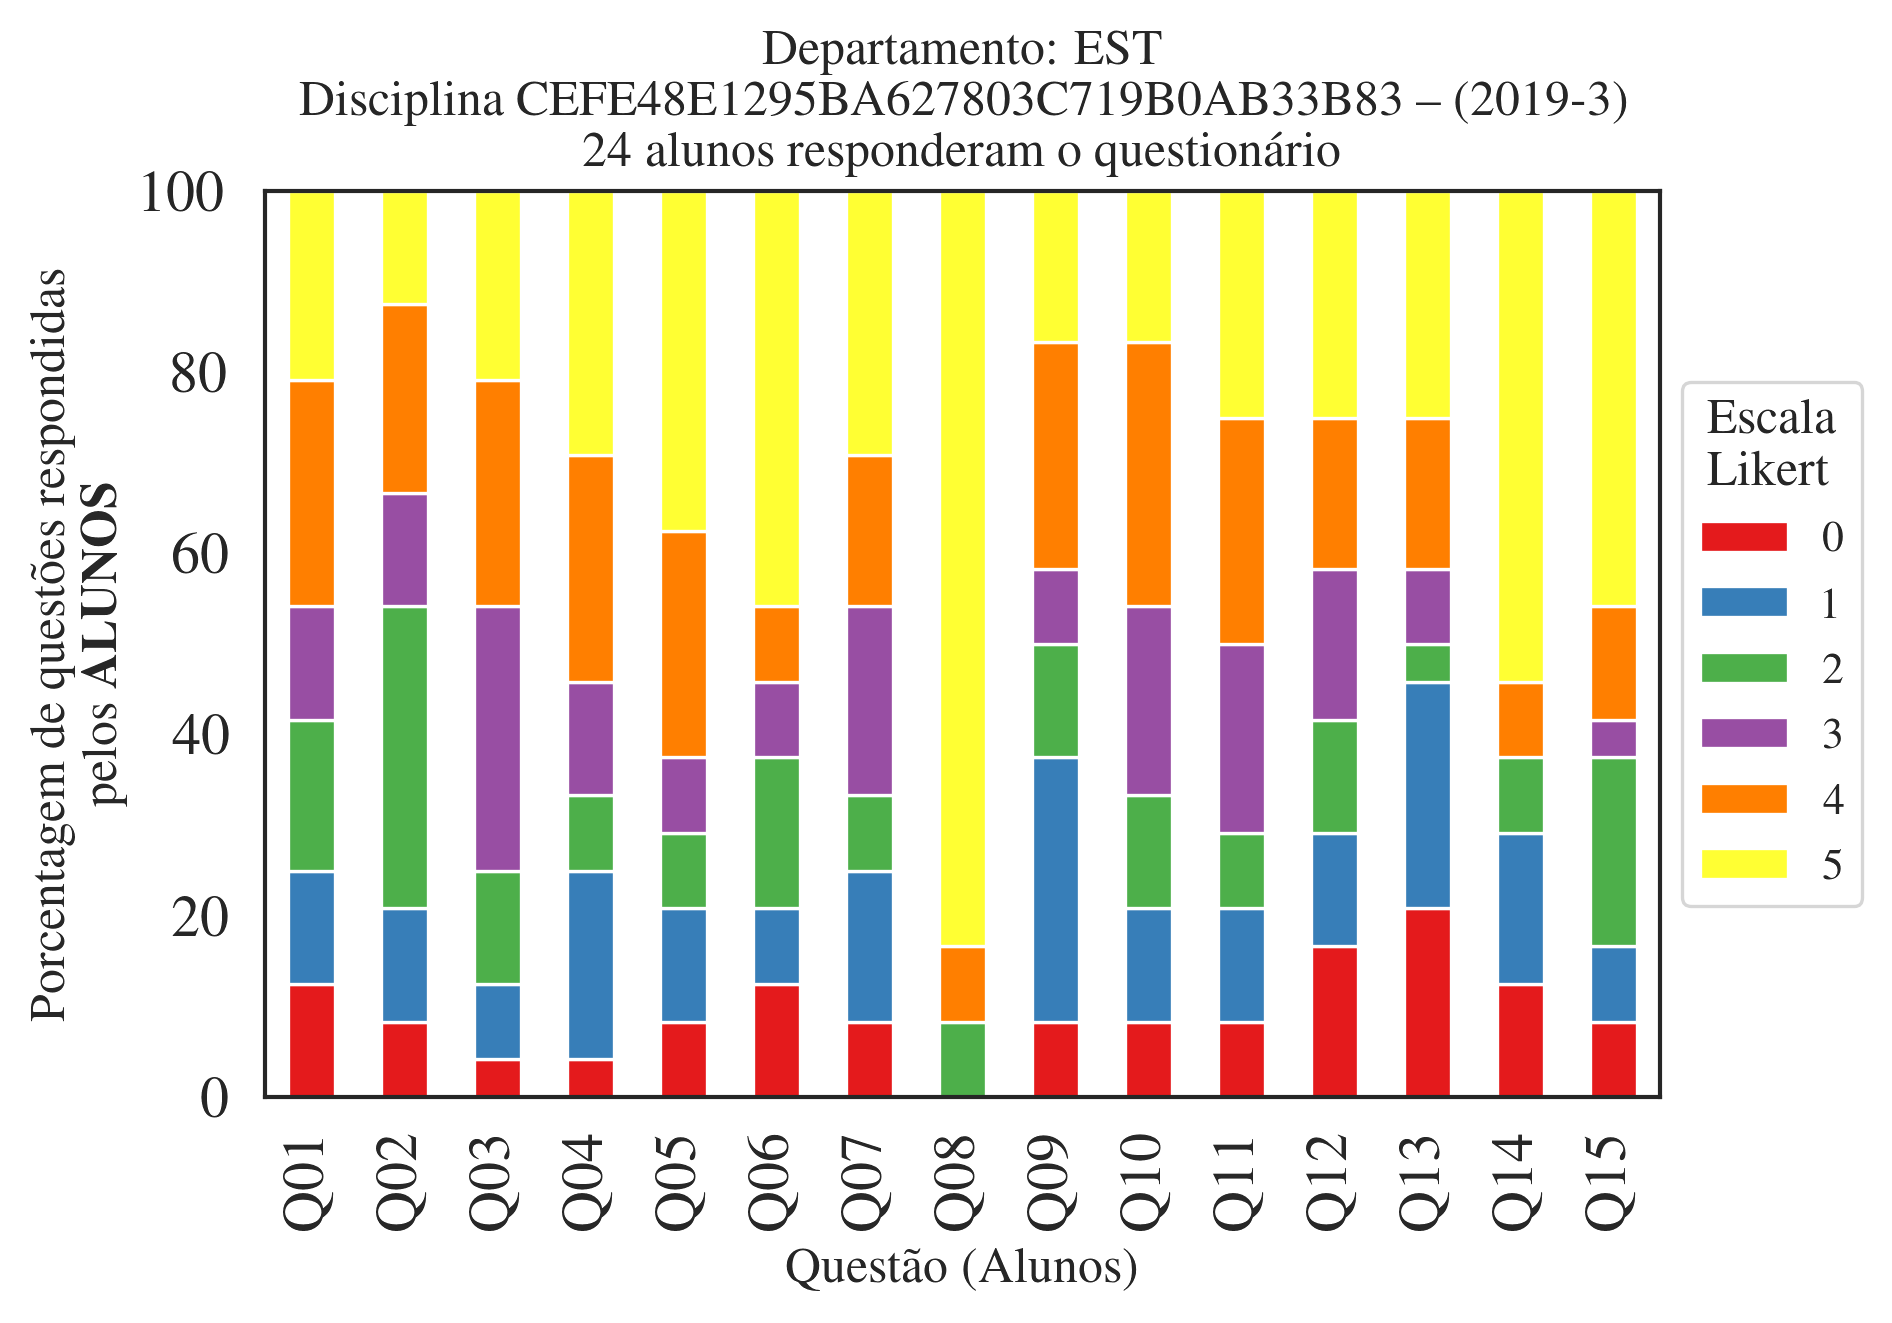 Departamento: EST
Disciplina CEFE48E1295BA627803C719B0AB33B83 – (2019-3)
24 alunos responderam o questionário
Porcentagem de questões respondidas
pelos ALUNOS
100
80
60
40
20
0
Q01
Q02
Q03
Q04
Q05
Q06
Q07
Q08
Q09
Q10
Q11
Q12
Q13
Q14
Q15
Questão (Alunos)
Escala
Likert
0
1
2
3
4
5